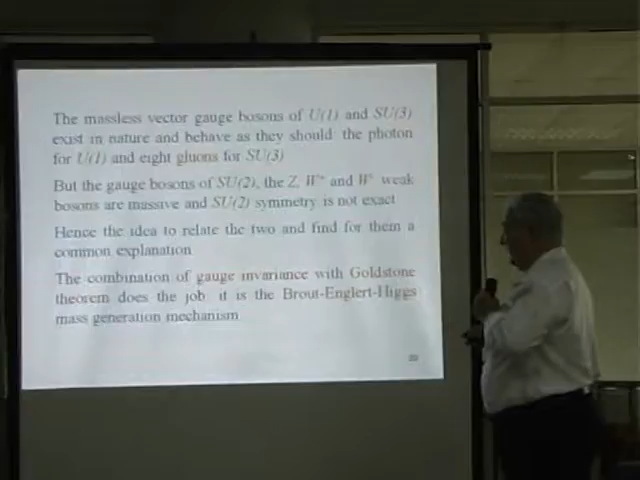 The massless vector gauge bosons of U(1) and SU(3)
exist in nature and behave as they should the photon
for U(1) and eight gluons for SU(3)
But the gauge bosons of SU(2), the Z, W⁺ and W⁻ weak
bosons are massive and SU(2) symmetry is not exact
Hence the idea to relate the two and find for them a
common explanation
The combination of gauge invariance with Goldstone
theorem does the job it is the Brout-Englert-Higgs
mass generation mechanism